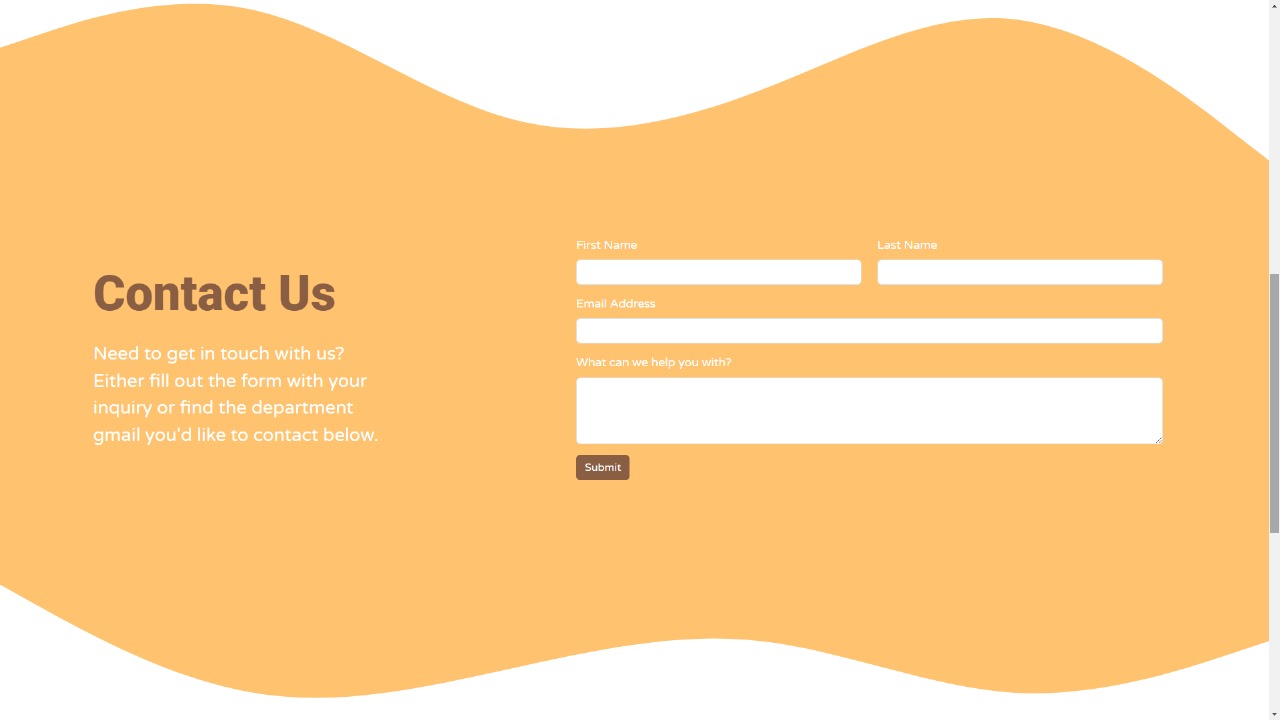 Contact Us
Need to get in touch with us?
Either fill out the form with your
inquiry or find the department
gmail you'd like to contact below.
First Name
Last Name
Email Address
What can we help you with?
Submit